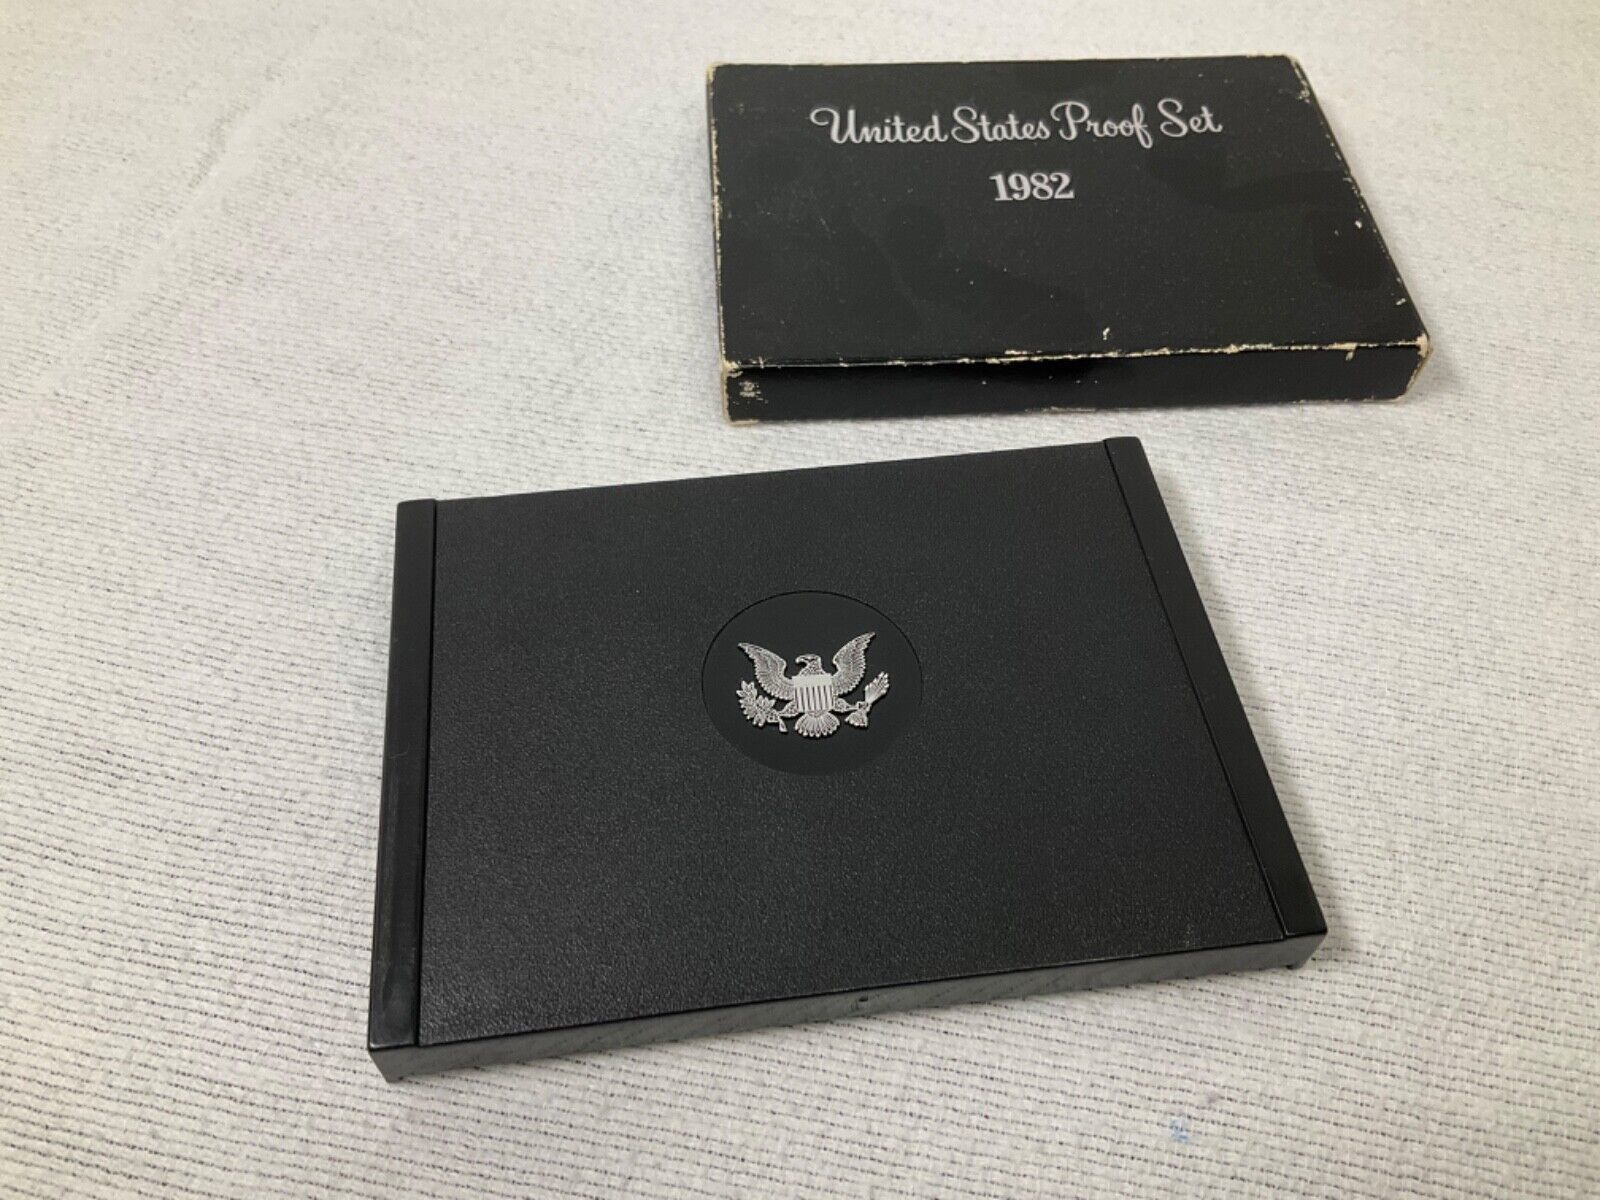 United States Proof Set
1982